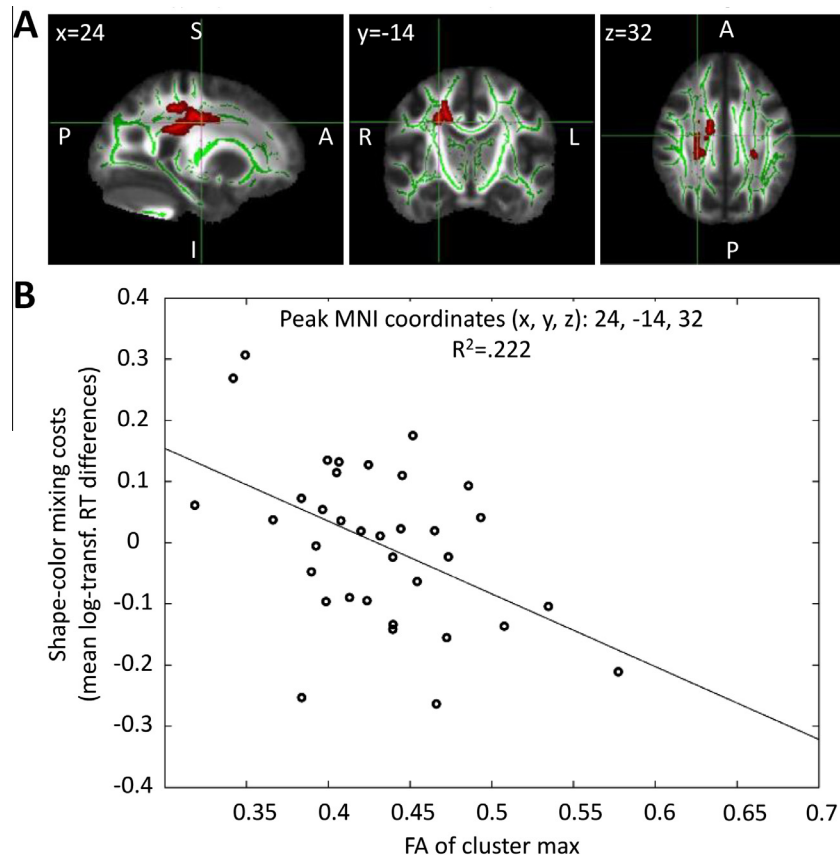 A
x=24
S
P
A
I
y=-14
R
L
z=32
A
P
B
Peak MNI coordinates (x, y, z): 24, -14, 32
R²=.222
Shape-color mixing costs
(mean log-transf. RT differences)
0.4
0.3
0.2
0.1
0
-0.1
-0.2
-0.3
-0.4
0.35 0.4 0.45 0.5 0.55 0.6 0.65 0.7
FA of cluster max